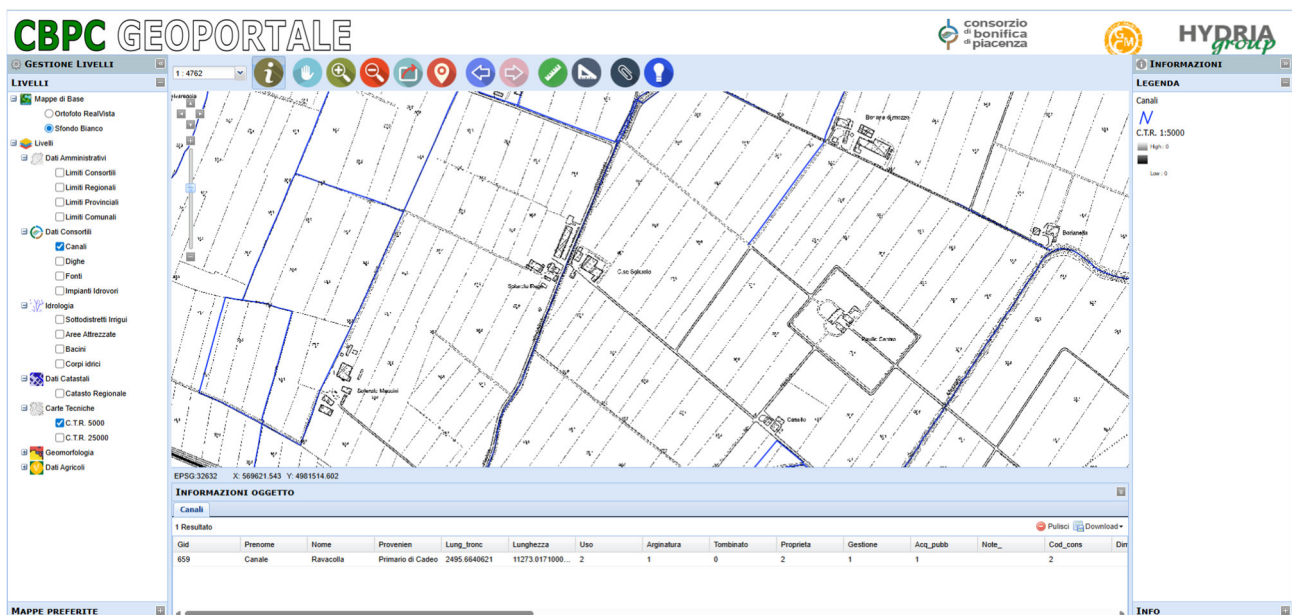 CBPC GEOPORTALE
consorzio
di bonifica
di piacenza
HYDRIA
group
GESTIONE LIVELLI
1 : 4762
INFORMAZIONI
LIVELLI
LEGENDA
Mappe di Base
Ortofoto RealVista
Sfondo Bianco
Livelli
Dati Amministrativi
Limiti Consortili
Limiti Regionali
Limiti Provinciali
Limiti Comunali
Dati Consortili
Canali
Dighe
Fonti
Impianti Idrovori
Idrologia
Sottodistretti Irrigui
Aree Attrezzate
Bacini
Corpi idrici
Dati Catastali
Catasto Regionale
Carte Tecniche
C.T.R. 5000
C.T.R. 25000
Geomorfologia
Dati Agricoli
Canali
C.T.R. 1:5000
High : 0
Low : 0
EPSG:32632 X: 569621.543 Y: 4981514.602
INFORMAZIONI OGGETTO
Canali
1 Resultato
Pulisci Download
Gid Prenome Nome Provenien Lung_tronc Lunghezza Uso Arginatura Tombinato Proprieta Gestione Acq_pubb Note_ Cod_cons Dim
659 Canale Ravacolla Primario di Cadeo 2495.6640621 11273.0171000... 2 1 0 2 1 1 2
MAPPE PREFERITE
INFO